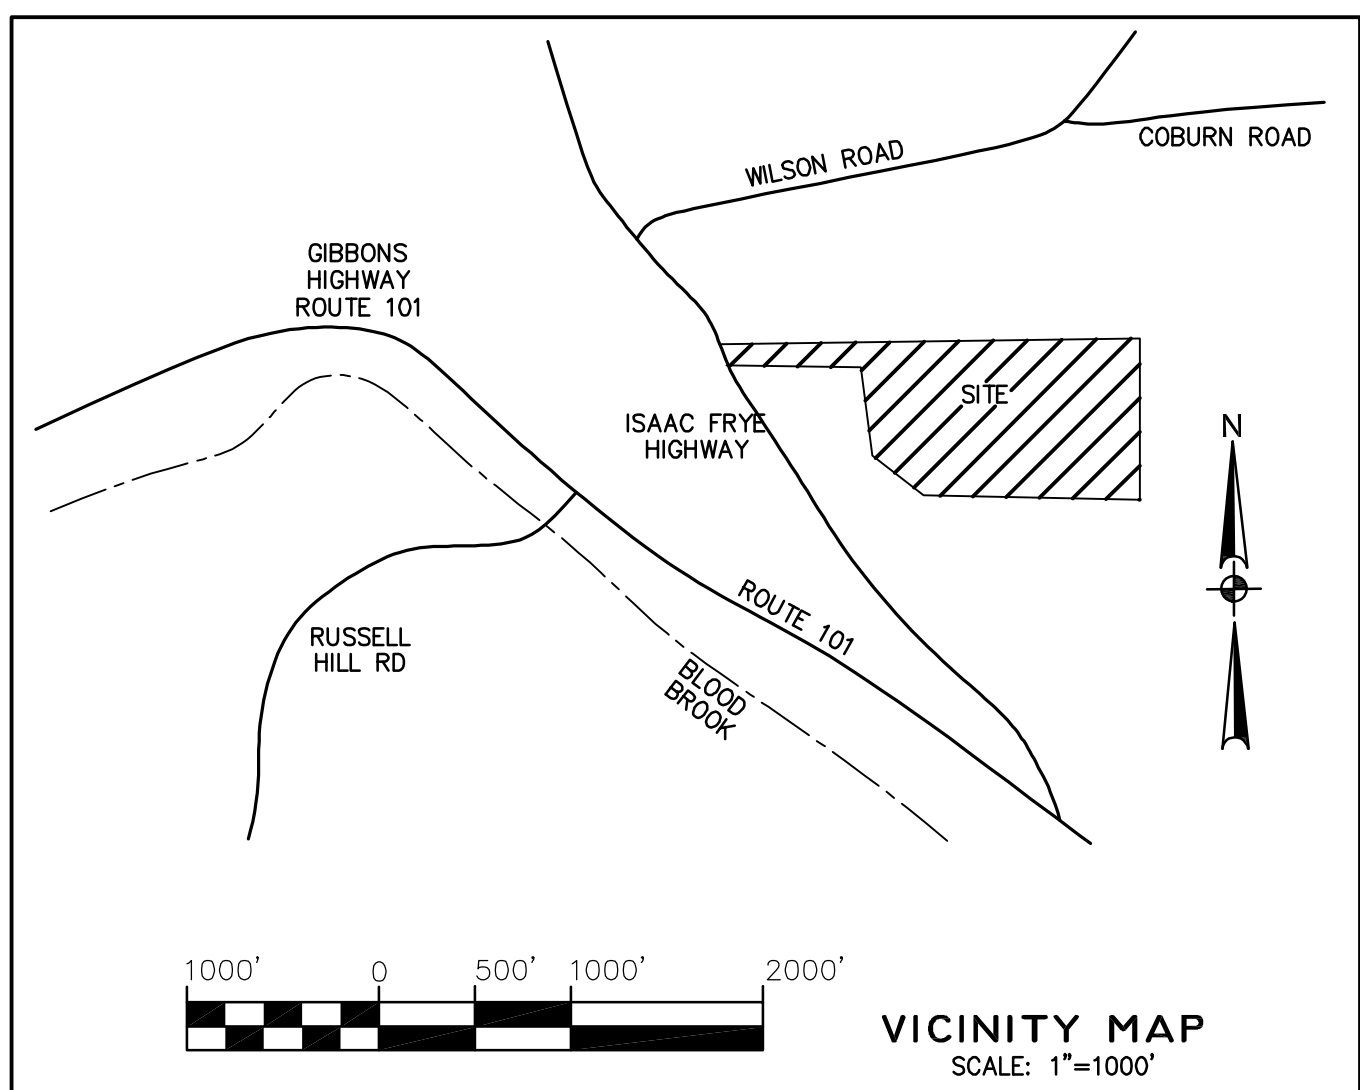 WILSON ROAD
COBURN ROAD
GIBBONS
HIGHWAY
ROUTE 101
SITE
ISAAC FRYE
HIGHWAY
N
ROUTE 101
RUSSELL
HILL RD
BLOOD
BROOK
1000' 0 500' 1000' 2000'
VICINITY MAP
SCALE: 1"=1000'